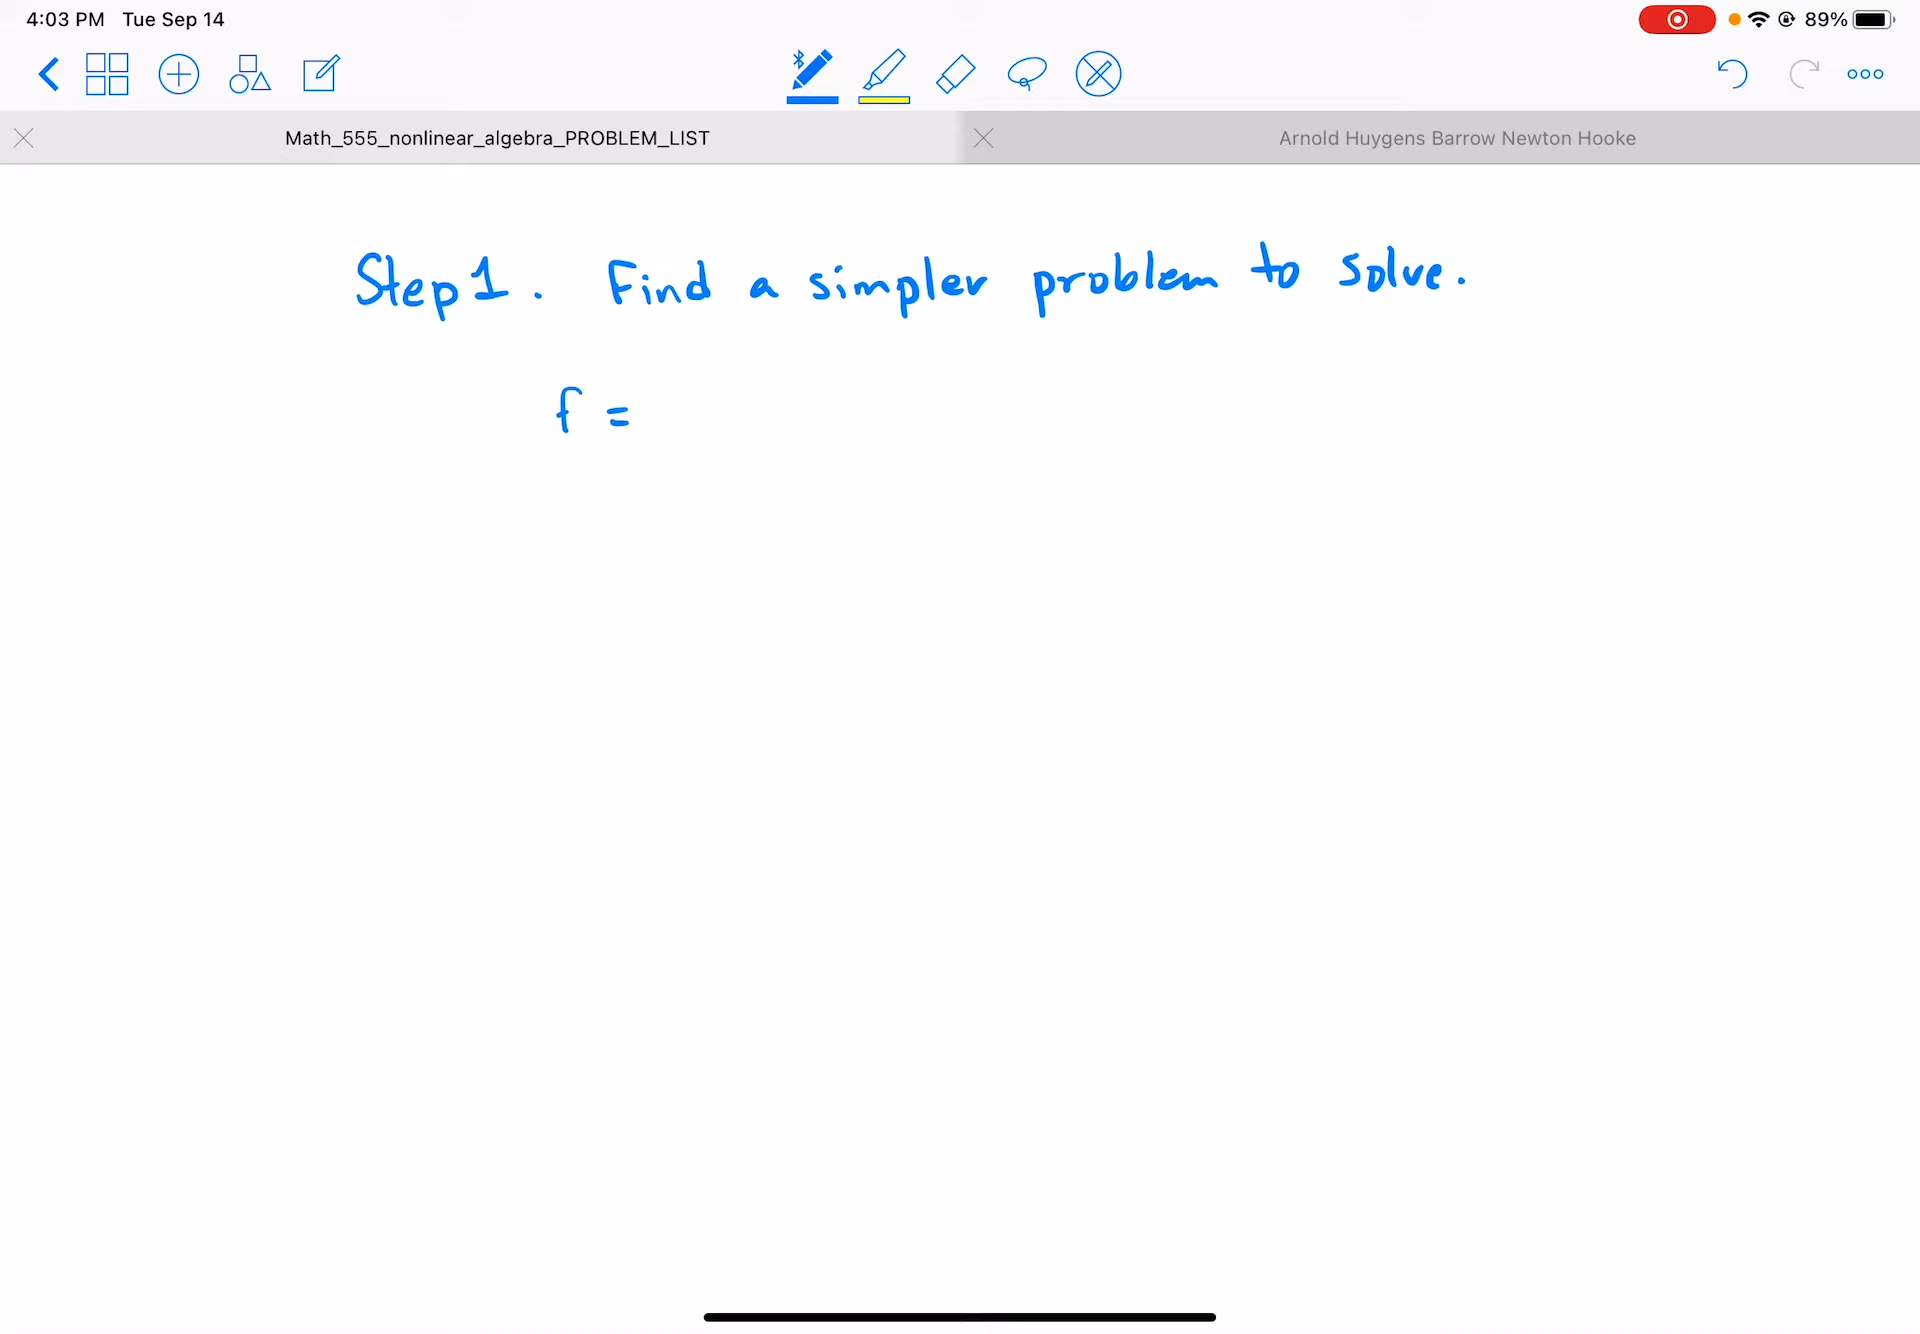 4:03 PM Tue Sep 14 89%
Math_555_nonlinear_algebra_PROBLEM_LIST Arnold Huygens Barrow Newton Hooke
Step 1. Find a simpler problem to solve.
f =